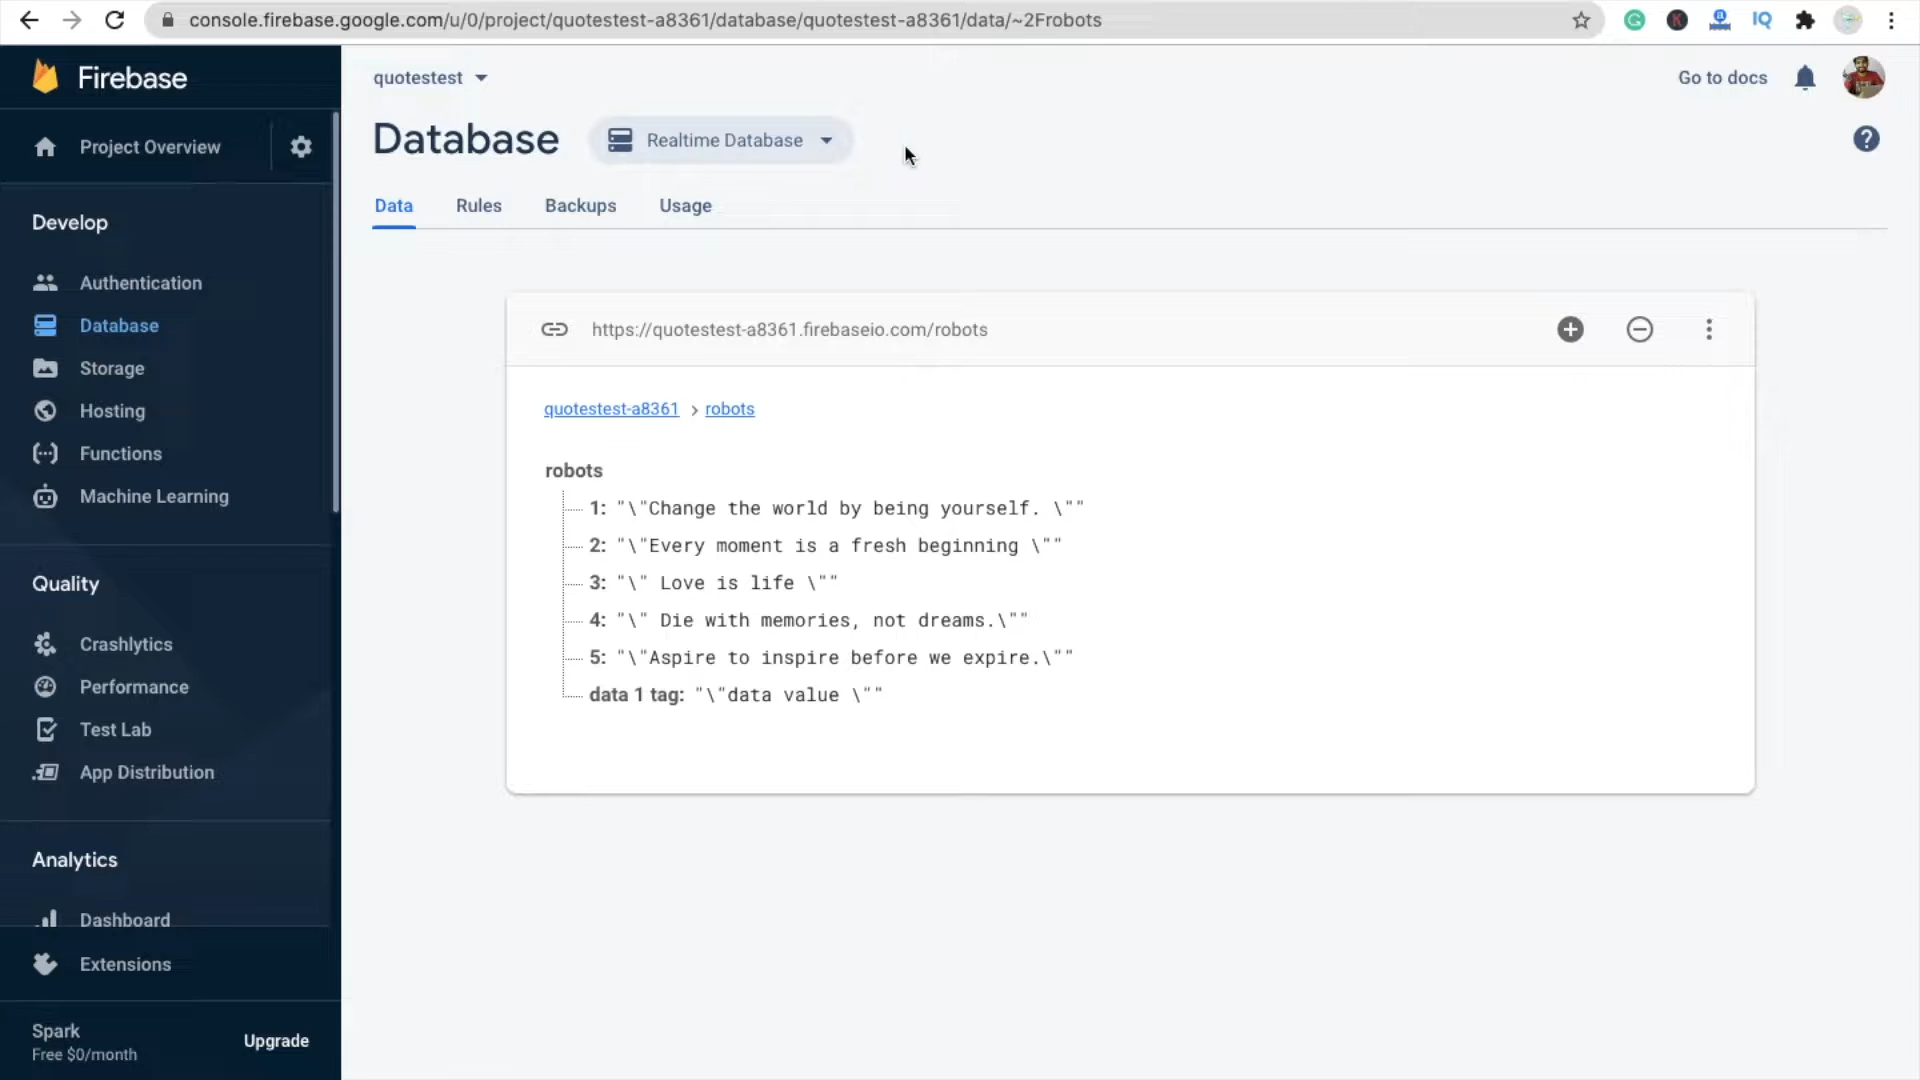 console.firebase.google.com/u/0/project/quotestest-a8361/database/quotestest-a8361/data/~2Frobots
Firebase
Project Overview
Develop
Authentication
Database
Storage
Hosting
Functions
Machine Learning
Quality
Crashlytics
Performance
Test Lab
App Distribution
Analytics
Dashboard
Extensions
Spark
Free $0/month
Upgrade
quotestest
Go to docs
Database
Realtime Database
Data Rules Backups Usage
https://quotestest-a8361.firebaseio.com/robots
quotestest-a8361 > robots
robots
1: "\"Change the world by being yourself. \""
2: "\"Every moment is a fresh beginning \""
3: "\" Love is life \""
4: "\" Die with memories, not dreams.\""
5: "\"Aspire to inspire before we expire.\""
data 1 tag: "\"data value \""